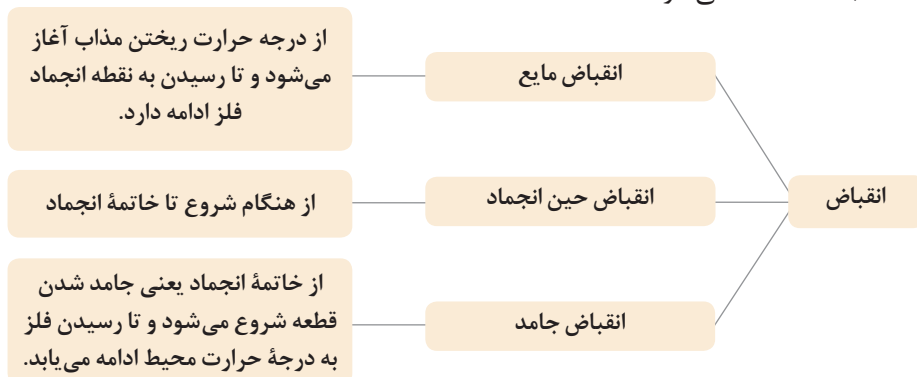 انقباض
انقباض مایع
از درجه حرارت ریختن مذاب آغاز
می‌شود و تا رسیدن به نقطه انجماد
فلز ادامه دارد.
انقباض حین انجماد
از هنگام شروع تا خاتمهٔ انجماد
انقباض جامد
از خاتمهٔ انجماد یعنی جامد شدن
قطعه شروع می‌شود و تا رسیدن فلز
به درجهٔ حرارت محیط ادامه می‌یابد.